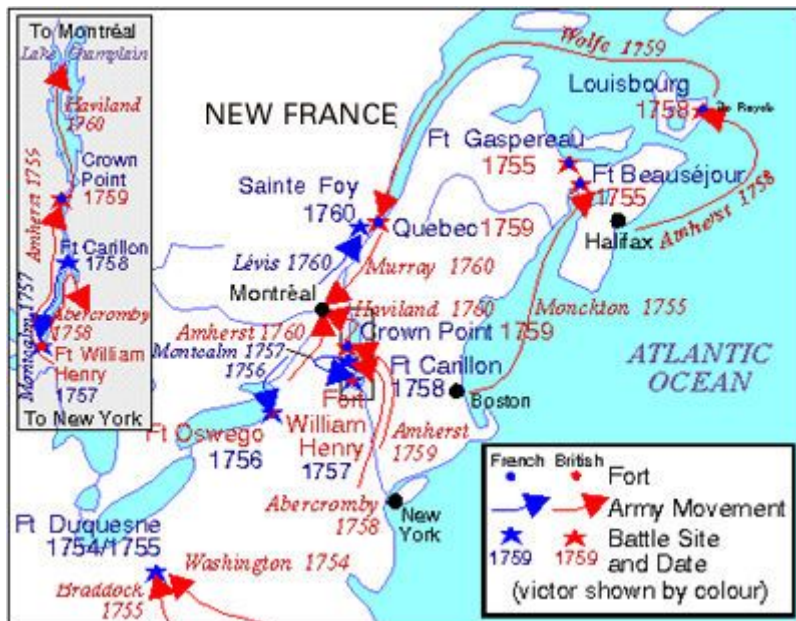 To Montréal
Lake Champlain
Haviland
1760
Crown
Point
1759
Amherst 1755
Ft Carillon
1758
Abercromby
1758
Montcalm 1757
Ft William
Henry
1757
To New York
NEW FRANCE
Wolfe 1759
Louisbourg
1758
Île Royale
Ft Gaspereau
1755
Ft Beauséjour
1755
Halifax
Amherst 1758
Sainte Foy
1760
Quebec 1759
Lévis 1760
Murray 1760
Montréal
Haviland 1760
Monckton 1755
Amherst 1760
Crown Point 1759
Montcalm 1757
1756
Ft Carillon
1758
ATLANTIC
OCEAN
Boston
Ft Oswego
1756
Fort
William
Henry
1757
Amherst
1759
Abercromby
1758
New
York
Ft Duquesne
1754/1755
Washington 1754
Braddock
1755
French British
Fort
Army Movement
1759 1759 Battle Site
and Date
(victor shown by colour)